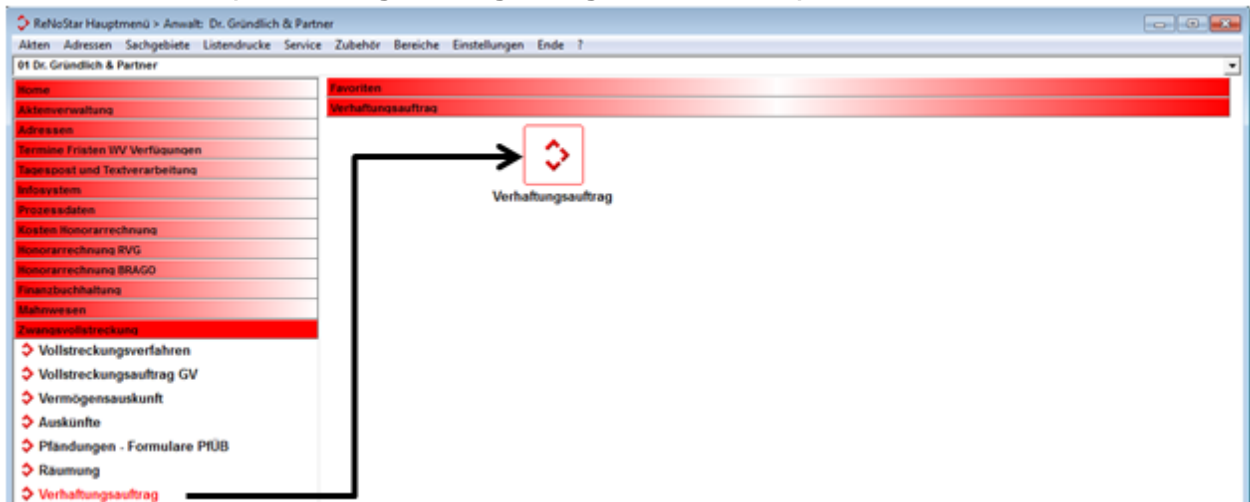 ReNoStar Hauptmenü > Anwalt: Dr. Gründlich & Partner
Akten Adressen Sachgebiete Listendrucke Service Zubehör Bereiche Einstellungen Ende ?
01 Dr. Gründlich & Partner
Home
Aktenverwaltung
Adressen
Termine Fristen WV Verfügungen
Tagespost und Textverarbeitung
Infosystem
Prozessdaten
Kosten Honorarrechnung
Honorarrechnung RVG
Honorarrechnung BRAGO
Finanzbuchhaltung
Mahnwesen
Zwangsvollstreckung
Vollstreckungsverfahren
Vollstreckungsauftrag GV
Vermögensauskunft
Auskünfte
Pfändungen - Formulare PfÜB
Räumung
Verhaftungsauftrag
Favoriten
Verhaftungsauftrag
Verhaftungsauftrag